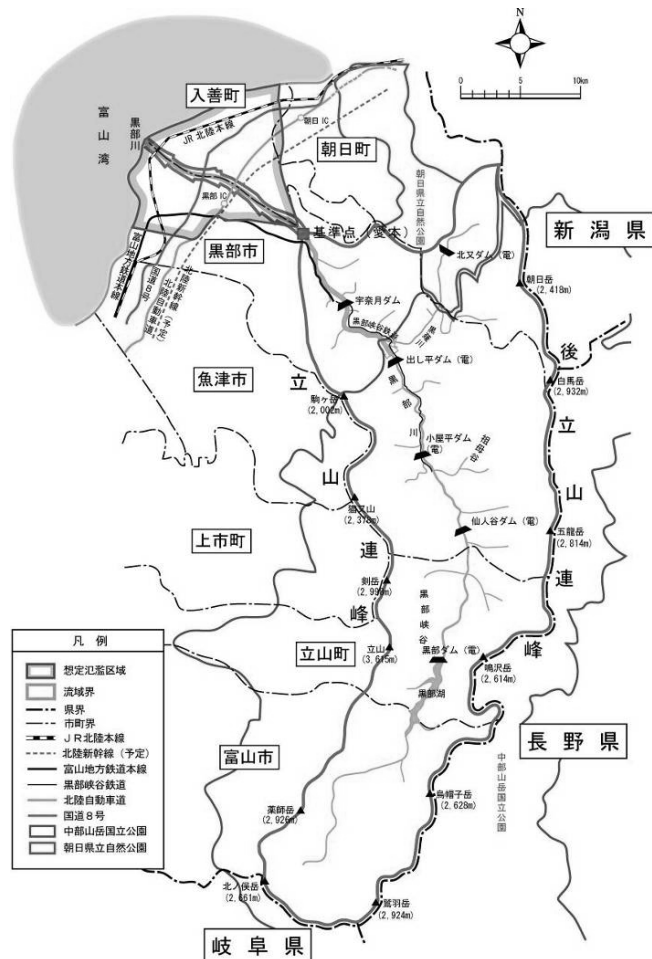 N
0
5
10km
入善町
富山湾
黒部川
JR北陸本線
朝日IC
朝日町
朝日県立自然公園
新潟県
黒部IC
基準点（愛本）
北又ダム（電）
黒部市
富山地方鉄道本線
国道8号
北陸自動車道
北陸新幹線（予定）
朝日岳
(2,418m)
宇奈月ダム
黒部峡谷鉄道
黒薙川
出し平ダム（電）
魚津市
後立山連峰
白馬岳
(2,932m)
駒ヶ岳
(2,002m)
立山連峰
黒部川
小屋平ダム
（電）
祖母谷
猫又山
(2,378m)
仙人谷ダム（電）
五龍岳
(2,814m)
上市町
剣岳
(2,998m)
黒部峡谷
立山町
立山
(3,015m)
黒部ダム（電）
鳴沢岳
(2,614m)
黒部湖
長野県
富山市
中部山岳国立公園
烏帽子岳
(2,628m)
薬師岳
(2,926m)
北ノ俣岳
(2,661m)
鷲羽岳
(2,924m)
岐阜県
凡例
想定氾濫区域
流域界
県界
市町界
JR北陸本線
北陸新幹線（予定）
富山地方鉄道本線
黒部峡谷鉄道
北陸自動車道
国道8号
中部山岳国立公園
朝日県立自然公園